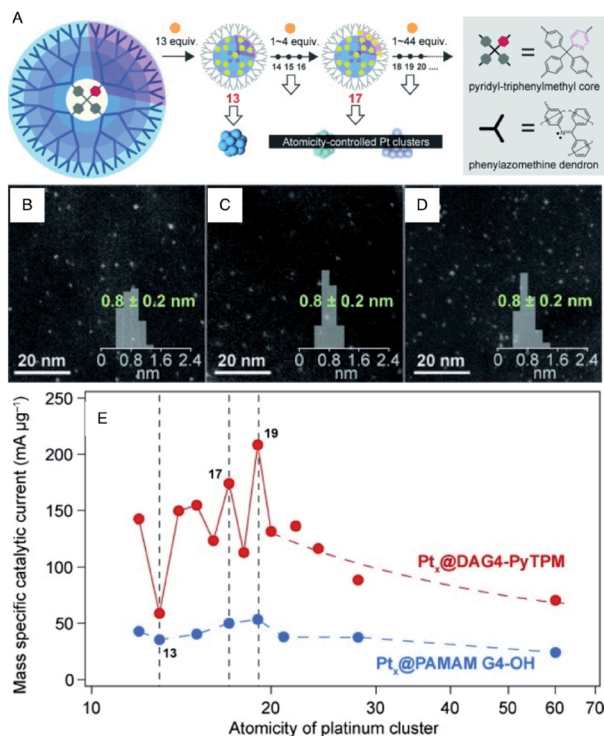 A
13 equiv.
13
1~4 equiv.
14 15 16
17
1~44 equiv.
18 19 20 ....
Atomicity-controlled Pt clusters
pyridyl-triphenylmethyl core
phenylazomethine dendron
B
0.8 ± 0.2 nm
20 nm
0 0.8 1.6 2.4
nm
C
0.8 ± 0.2 nm
20 nm
0 0.8 1.6 2.4
nm
D
0.8 ± 0.2 nm
20 nm
0 0.8 1.6 2.4
nm
E
Mass specific catalytic current (mA μg⁻¹)
250
200
150
100
50
0
13
17
19
Ptₓ@DAG4-PyTPM
Ptₓ@PAMAM G4-OH
10 20 30 40 50 60 70
Atomicity of platinum cluster